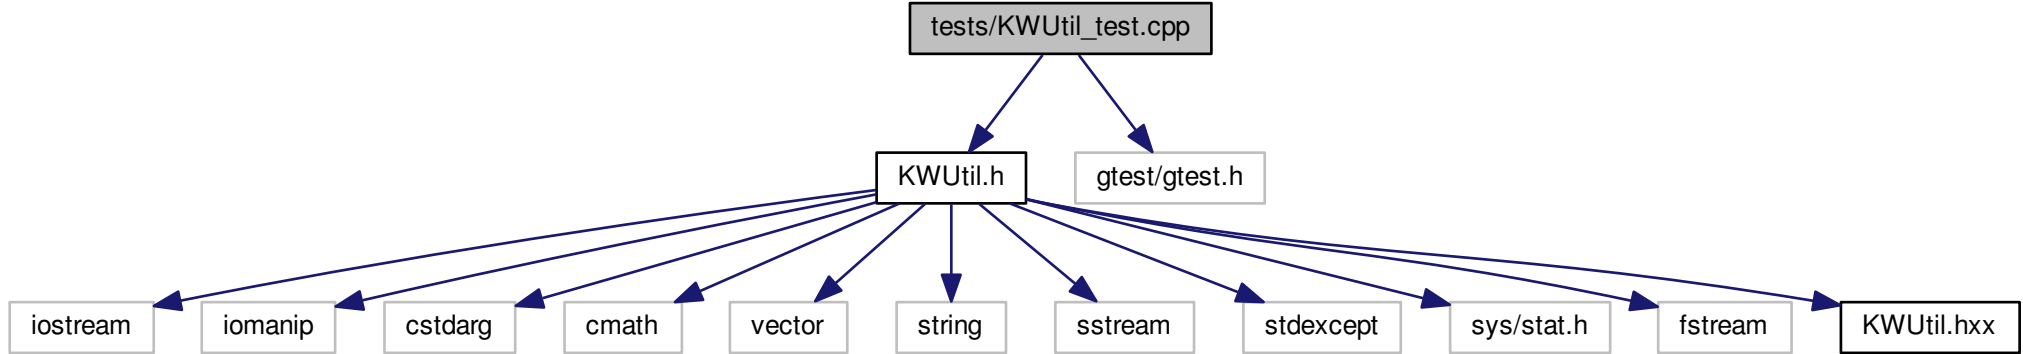 tests/KWUtil_test.cpp
KWUtil.h
gtest/gtest.h
iostream
iomanip
cstdarg
cmath
vector
string
sstream
stdexcept
sys/stat.h
fstream
KWUtil.hxx